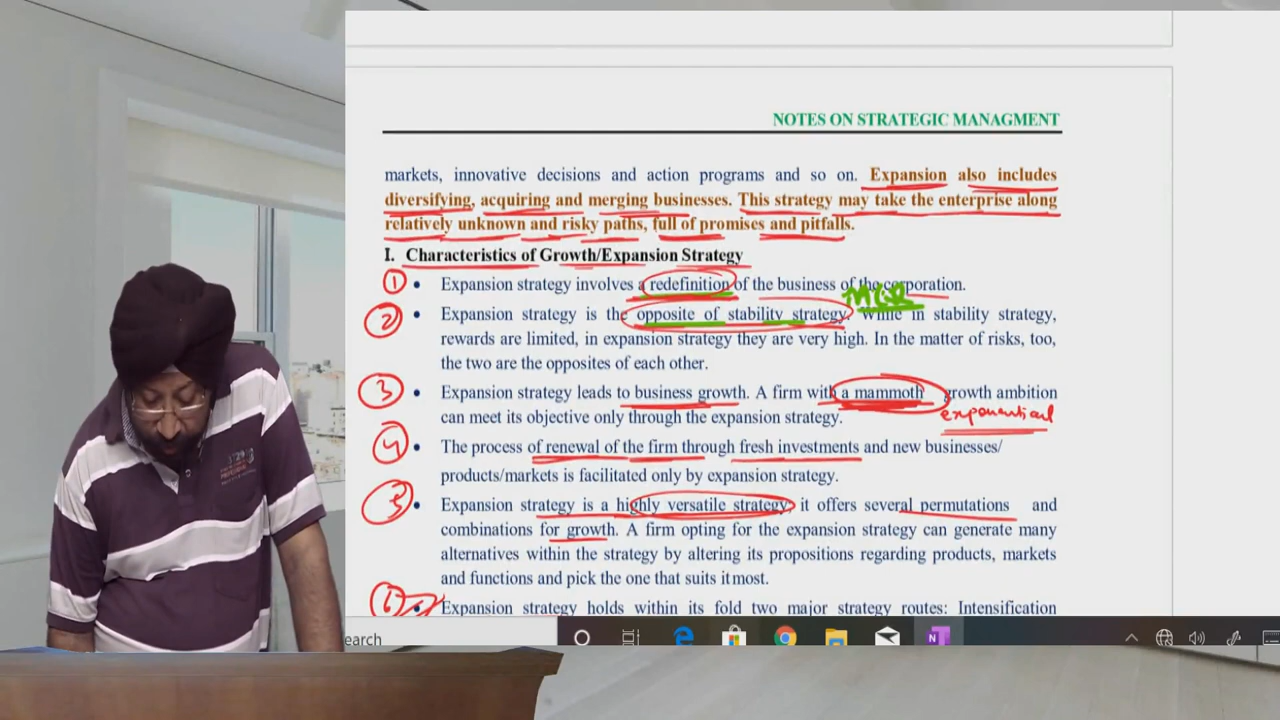 NOTES ON STRATEGIC MANAGMENT
markets, innovative decisions and action programs and so on. Expansion also includes
diversifying, acquiring and merging businesses. This strategy may take the enterprise along
relatively unknown and risky paths, full of promises and pitfalls.
I. Characteristics of Growth/Expansion Strategy
1 • Expansion strategy involves a redefinition of the business of the corporation.
MCQ
2 • Expansion strategy is the opposite of stability strategy. While in stability strategy,
rewards are limited, in expansion strategy they are very high. In the matter of risks, too,
the two are the opposites of each other.
3 • Expansion strategy leads to business growth. A firm with a mammoth growth ambition
exponential
can meet its objective only through the expansion strategy.
4 • The process of renewal of the firm through fresh investments and new businesses/
products/markets is facilitated only by expansion strategy.
5 • Expansion strategy is a highly versatile strategy; it offers several permutations and
combinations for growth. A firm opting for the expansion strategy can generate many
alternatives within the strategy by altering its propositions regarding products, markets
and functions and pick the one that suits itmost.
6 • Expansion strategy holds within its fold two major strategy routes: Intensification
earch